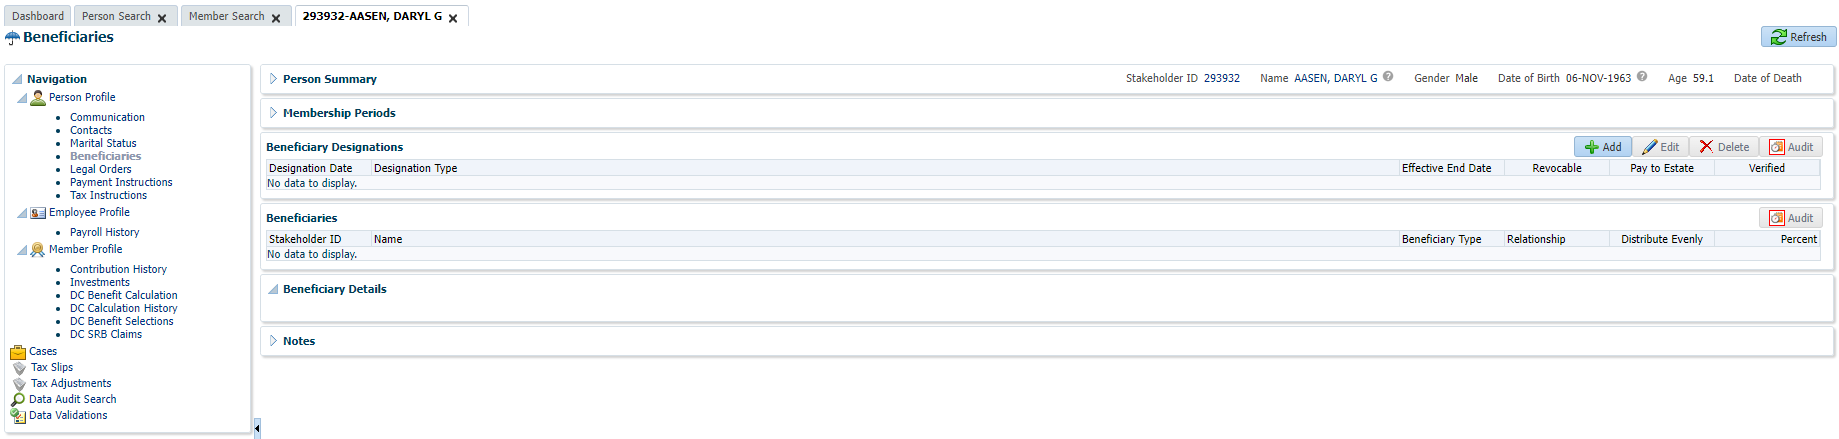 Dashboard Person Search Member Search 293932-AASEN, DARYL G
Beneficiaries Refresh
Navigation
Person Profile
Communication
Contacts
Marital Status
Beneficiaries
Legal Orders
Payment Instructions
Tax Instructions
Employee Profile
Payroll History
Member Profile
Contribution History
Investments
DC Benefit Calculation
DC Calculation History
DC Benefit Selections
DC SRB Claims
Cases
Tax Slips
Tax Adjustments
Data Audit Search
Data Validations
Person Summary Stakeholder ID 293932 Name AASEN, DARYL G Gender Male Date of Birth 06-NOV-1963 Age 59.1 Date of Death
Membership Periods
Beneficiary Designations Add Edit Delete Audit
Designation Date Designation Type Effective End Date Revocable Pay to Estate Verified
No data to display.
Beneficiaries Audit
Stakeholder ID Name Beneficiary Type Relationship Distribute Evenly Percent
No data to display.
Beneficiary Details
Notes